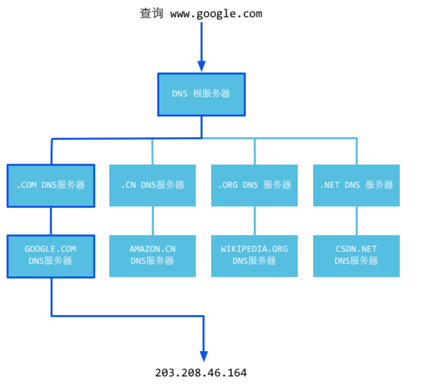 查询 www.google.com
DNS 根服务器
.COM DNS服务器
.CN DNS服务器
.ORG DNS 服务器
.NET DNS 服务器
GOOGLE.COM
DNS服务器
AMAZON.CN
DNS服务器
WIKIPEDIA.ORG
DNS服务器
CSDN.NET
DNS服务器
203.208.46.164